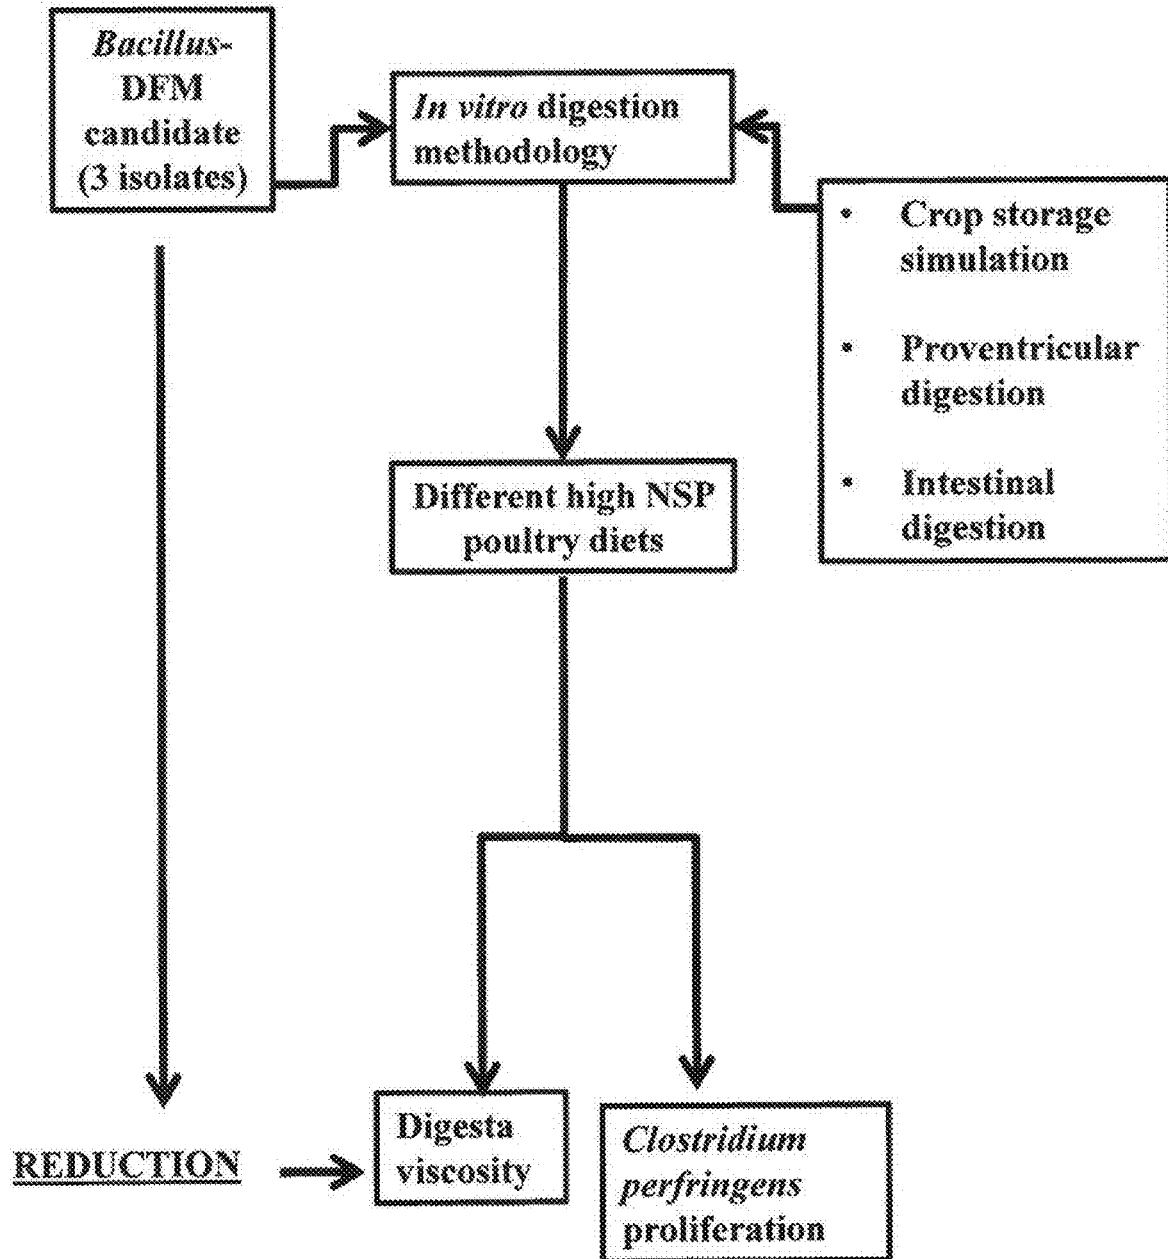 Bacillus-
DFM
candidate
(3 isolates)
In vitro digestion
methodology
• Crop storage
simulation
• Proventricular
digestion
• Intestinal
digestion
Different high NSP
poultry diets
REDUCTION
Digesta
viscosity
Clostridium
perfringens
proliferation